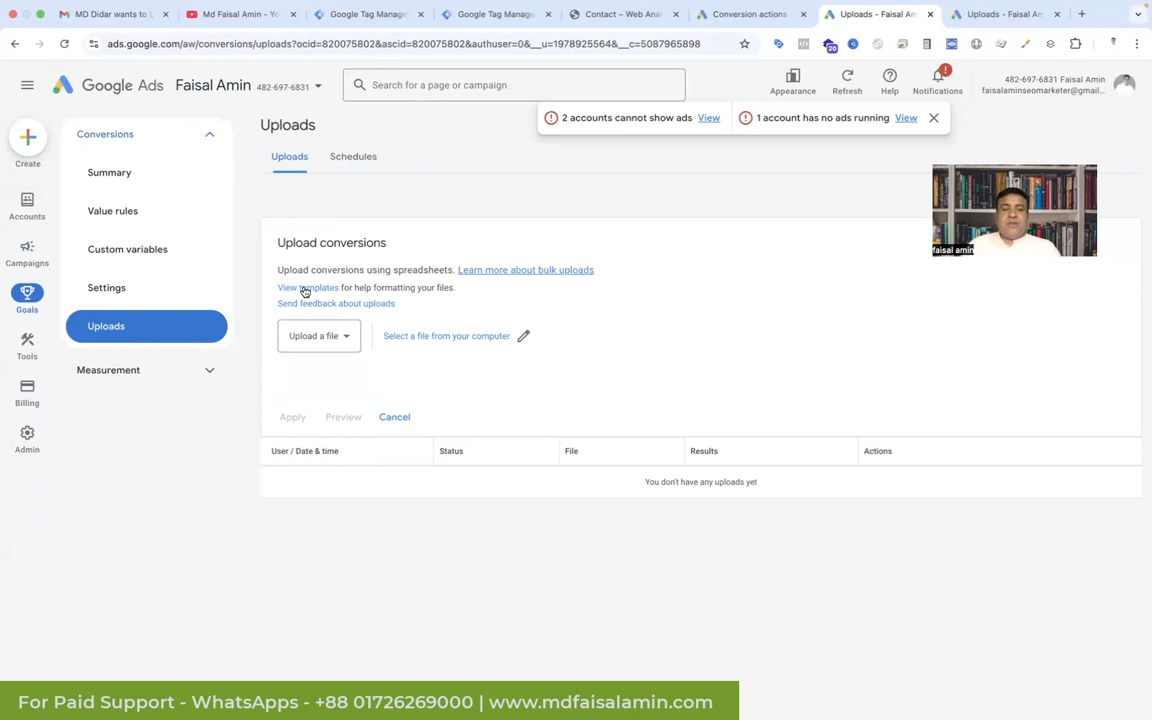 MD Didar wants to t
Md Faisal Amin - Yo
Google Tag Manage
Google Tag Manage
Contact – Web Ana
Conversion actions
Uploads - Faisal Am
Uploads - Faisal Am
ads.google.com/aw/conversions/uploads?ocid=820075802&ascid=820075802&authuser=0&__u=1978925564&__c=5087965898
20
Google Ads
Faisal Amin 482-697-6831
Search for a page or campaign
Appearance
Refresh
Help
Notifications
482-697-6831 Faisal Amin
faisalaminseomarketer@gmail...
2 accounts cannot show ads View
1 account has no ads running View
Create
Accounts
Campaigns
Goals
Tools
Billing
Admin
Conversions
Summary
Value rules
Custom variables
Settings
Uploads
Measurement
Uploads
Uploads Schedules
faisal amin
Upload conversions
Upload conversions using spreadsheets. Learn more about bulk uploads
View templates for help formatting your files.
Send feedback about uploads
Upload a file
Select a file from your computer
Apply Preview Cancel
User / Date & time Status File Results Actions
You don't have any uploads yet
For Paid Support - WhatsApps - +88 01726269000 | www.mdfaisalamin.com